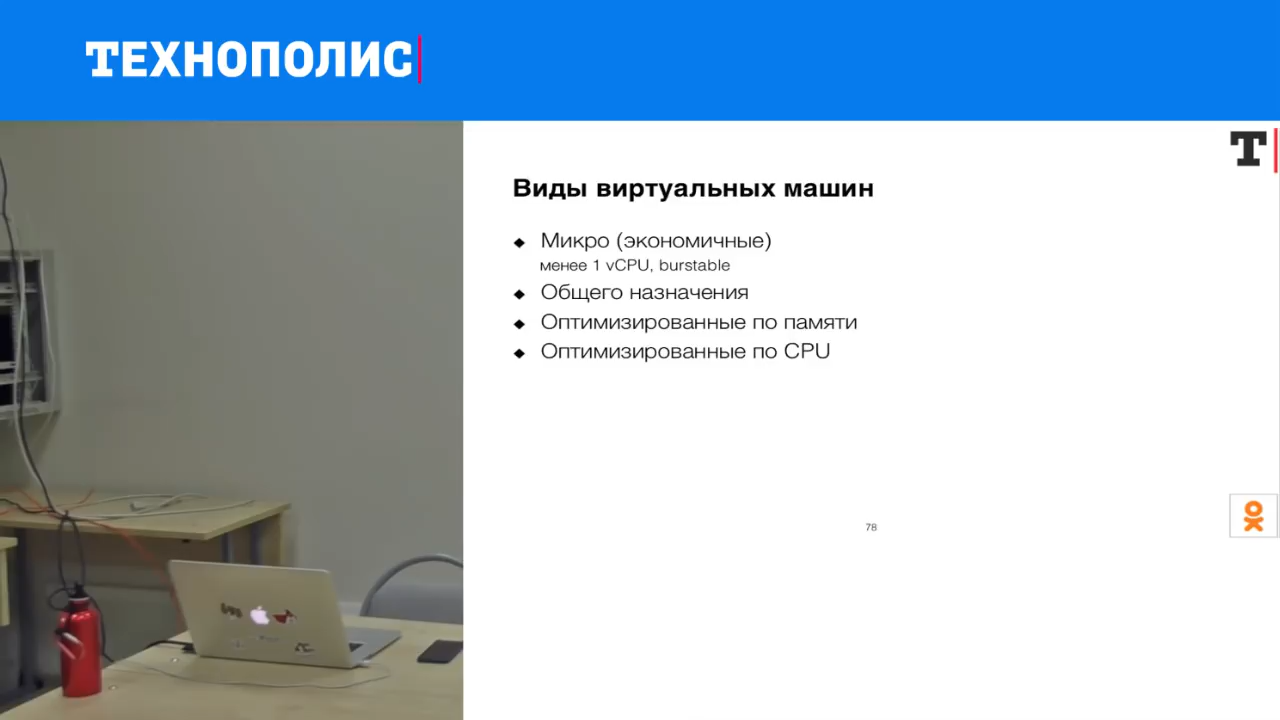 ТЕХНОПОЛИС
Т
Виды виртуальных машин
Микро (экономичные)
менее 1 vCPU, burstable
Общего назначения
Оптимизированные по памяти
Оптимизированные по CPU
78